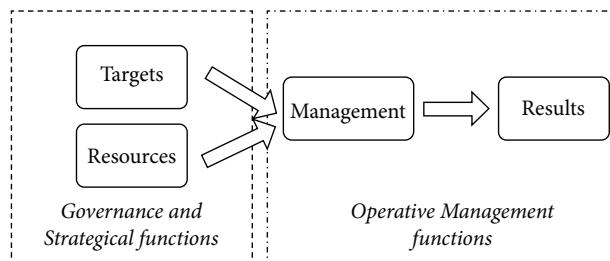 Targets
Resources
Management
Results
Governance and
Strategical functions
Operative Management
functions